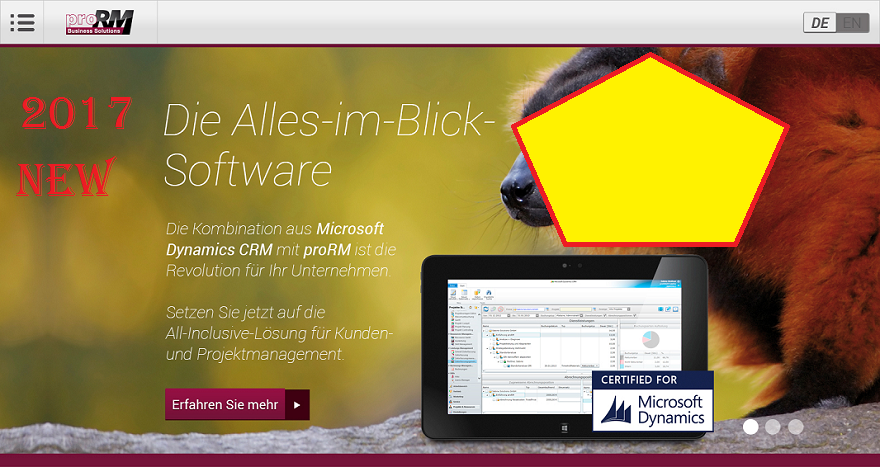 proRM
Business Solutions
DE EN
2017
NEW
Die Alles-im-Blick-
Software
Die Kombination aus Microsoft
Dynamics CRM mit proRM ist die
Revolution für Ihr Unternehmen.
Setzen Sie jetzt auf die
All-Inclusive-Lösung für Kunden-
und Projektmanagement.
Erfahren Sie mehr
CERTIFIED FOR
Microsoft
Dynamics